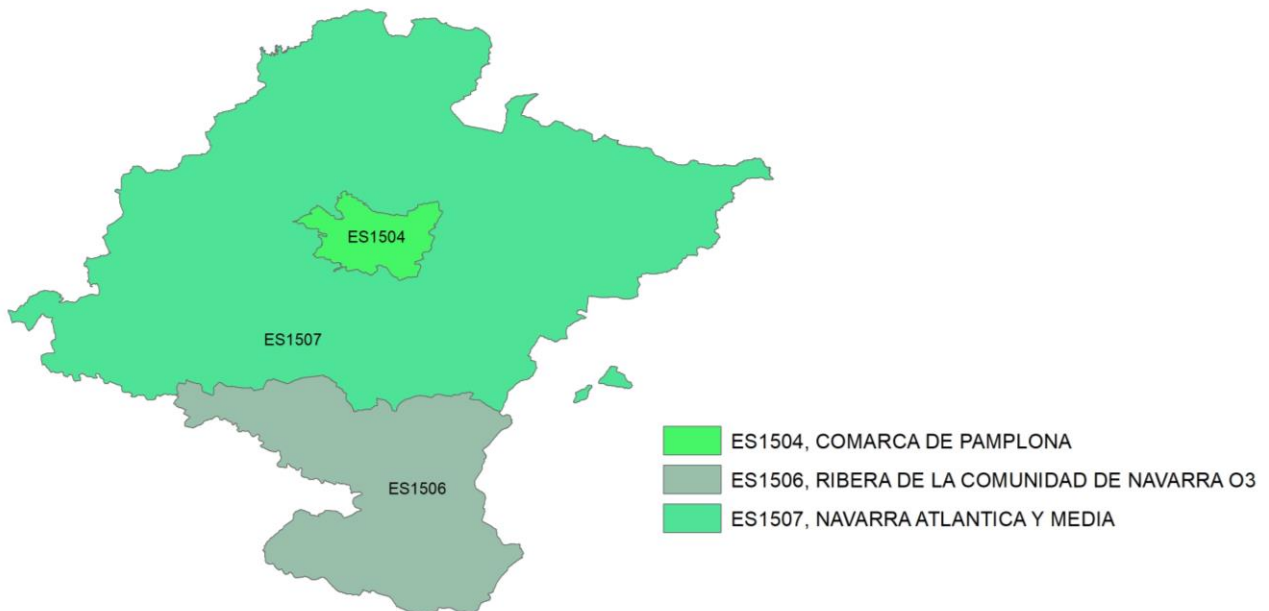 ES1504
ES1507
ES1506
ES1504, COMARCA DE PAMPLONA
ES1506, RIBERA DE LA COMUNIDAD DE NAVARRA O3
ES1507, NAVARRA ATLANTICA Y MEDIA